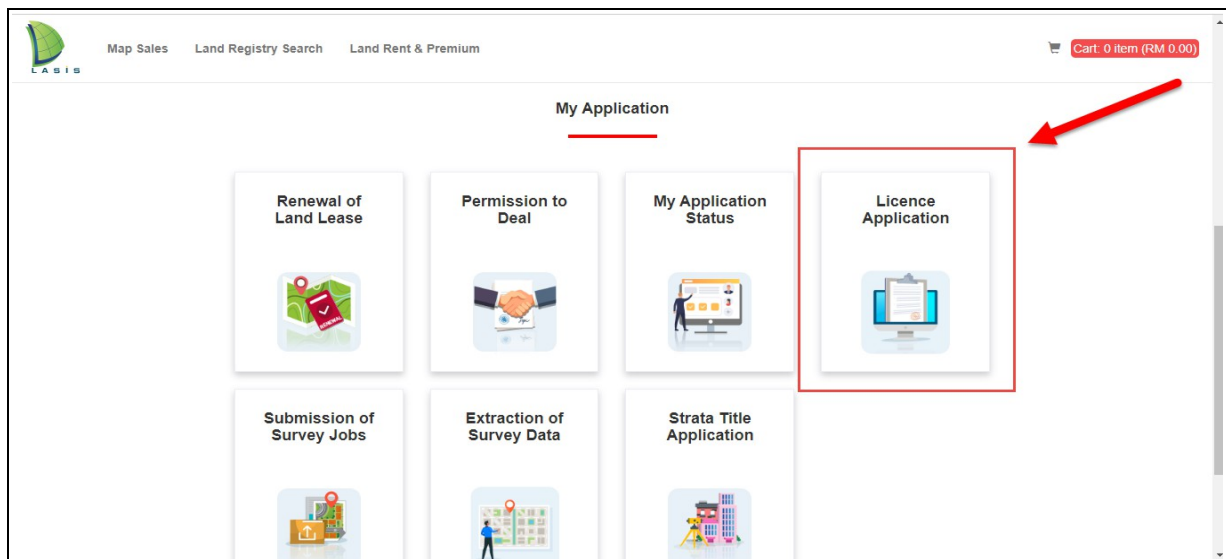 LASIS
Map Sales
Land Registry Search
Land Rent & Premium
Cart: 0 item (RM 0.00)
My Application
Renewal of
Land Lease
Permission to
Deal
My Application
Status
Licence
Application
RENEWAL
Submission of
Survey Jobs
Extraction of
Survey Data
Strata Title
Application